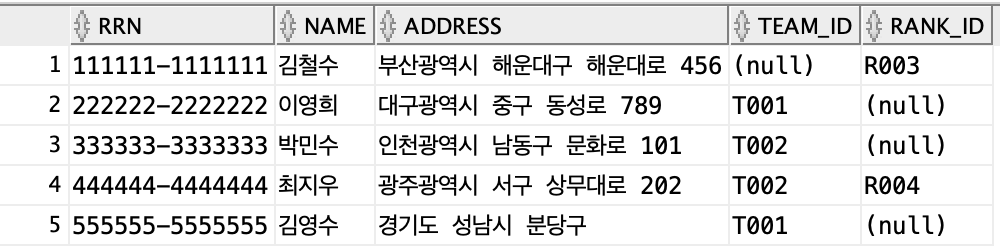 RRN NAME ADDRESS TEAM_ID RANK_ID
1 111111-1111111 김철수 부산광역시 해운대구 해운대로 456 (null) R003
2 222222-2222222 이영희 대구광역시 중구 동성로 789 T001 (null)
3 333333-3333333 박민수 인천광역시 남동구 문화로 101 T002 (null)
4 444444-4444444 최지우 광주광역시 서구 상무대로 202 T002 R004
5 555555-5555555 김영수 경기도 성남시 분당구 T001 (null)